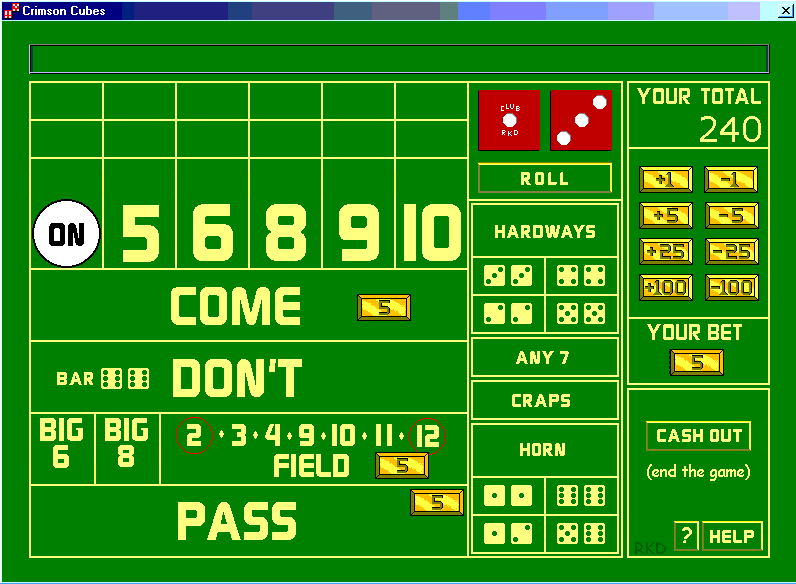 Crimson Cubes
CLUB
RKD
YOUR TOTAL
240
ROLL
+1 -1
+5 -5
+25 -25
+100 -100
ON 5 6 8 9 10
HARDWAYS
COME 5
YOUR BET
5
ANY 7
BAR DON'T
CRAPS
BIG 6
BIG 8
2 • 3 • 4 • 9 • 10 • 11 • 12
FIELD 5
HORN
CASH OUT
(end the game)
PASS 5
RKD
? HELP